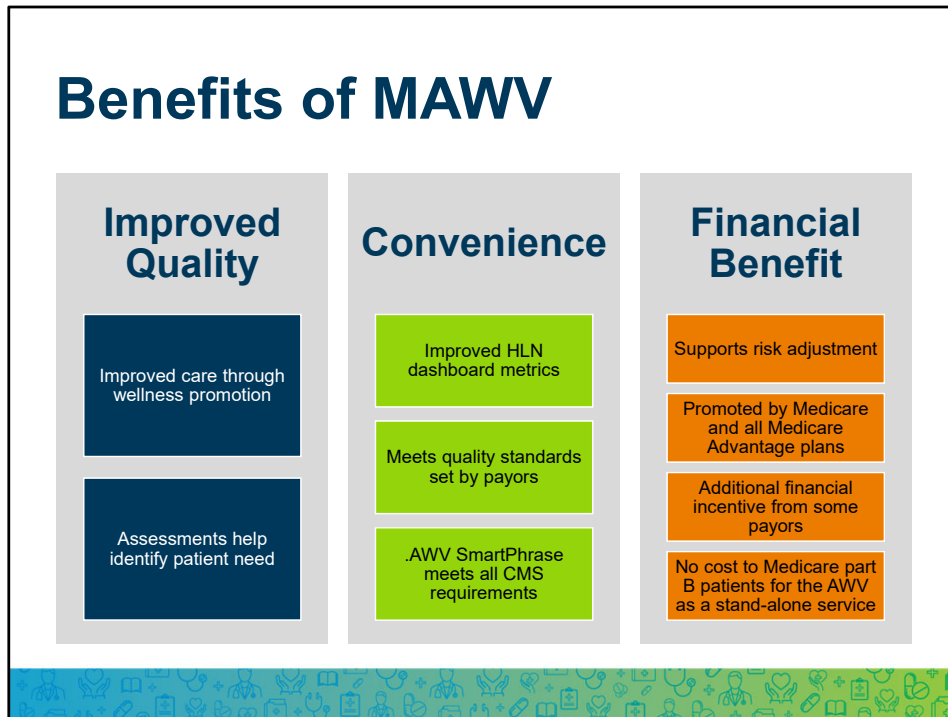 Benefits of MAWV
Improved
Quality
Improved care through
wellness promotion
Assessments help
identify patient need
Convenience
Improved HLN
dashboard metrics
Meets quality standards
set by payors
.AWV SmartPhrase
meets all CMS
requirements
Financial
Benefit
Supports risk adjustment
Promoted by Medicare
and all Medicare
Advantage plans
Additional financial
incentive from some
payors
No cost to Medicare part
B patients for the AWV
as a stand-alone service